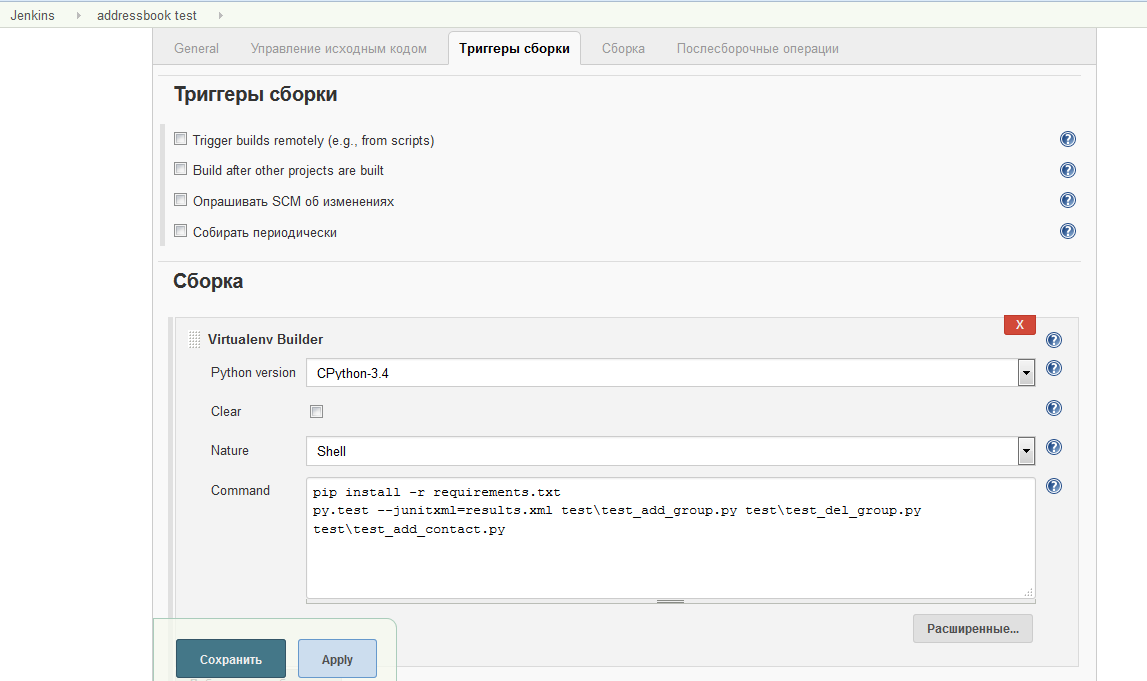 Jenkins addressbook test
General Управление исходным кодом Триггеры сборки Сборка Послесборочные операции
Триггеры сборки
Trigger builds remotely (e.g., from scripts)
Build after other projects are built
Опрашивать SCM об изменениях
Собирать периодически
Сборка
X
Virtualenv Builder
Python version CPython-3.4
Clear
Nature Shell
Command pip install -r requirements.txt
py.test --junitxml=results.xml test\test_add_group.py test\test_del_group.py
test\test_add_contact.py
Расширенные...
Сохранить Apply